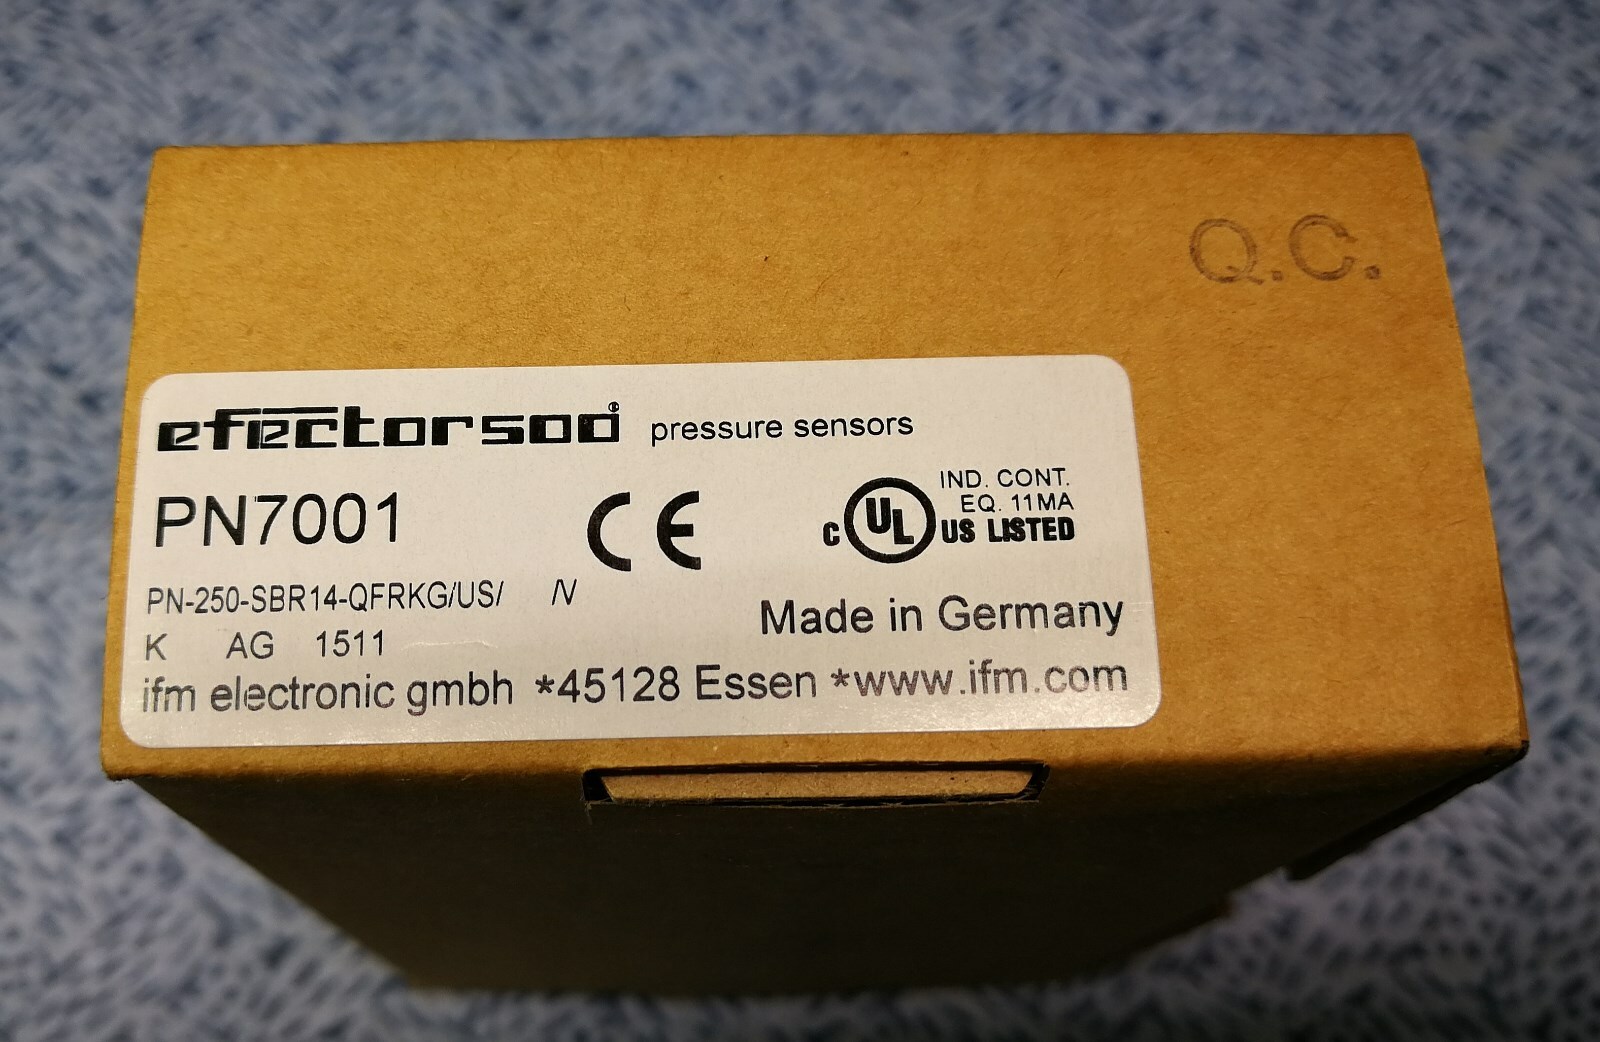 Q.C.
efector500® pressure sensors
PN7001
CE
C UL US LISTED
IND. CONT.
EQ. 11MA
PN-250-SBR14-QFRKG/US/ /V
Made in Germany
K AG 1511
ifm electronic gmbh *45128 Essen *www.ifm.com